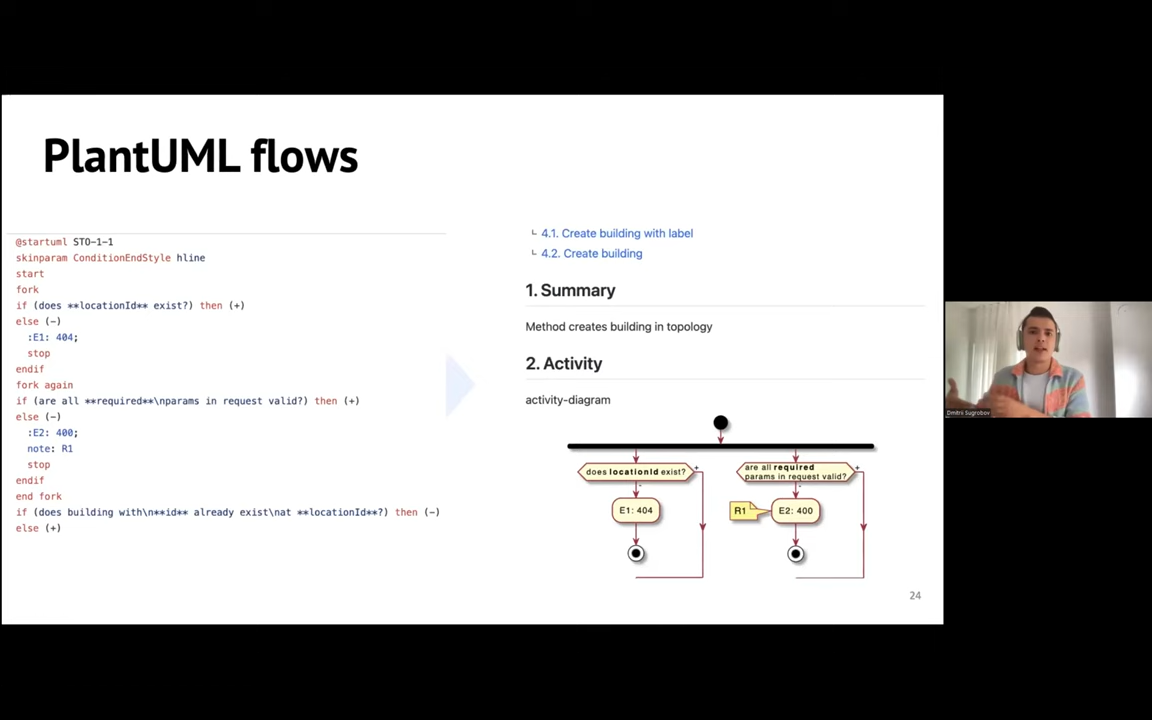 PlantUML flows
@startuml STO-1-1
skinparam ConditionEndStyle hline
start
fork
if (does **locationId** exist?) then (+)
else (-)
:E1: 404;
stop
endif
fork again
if (are all **required**\nparams in request valid?) then (+)
else (-)
:E2: 400;
note: R1
stop
endif
end fork
if (does building with\n**id** already exist\nat **locationId**?) then (-)
else (+)
4.1. Create building with label
4.2. Create building
1. Summary
Method creates building in topology
2. Activity
activity-diagram
does locationId exist?
+
-
E1: 404
are all required
params in request valid?
+
-
R1
E2: 400
24
Dmitrii Sugrobov